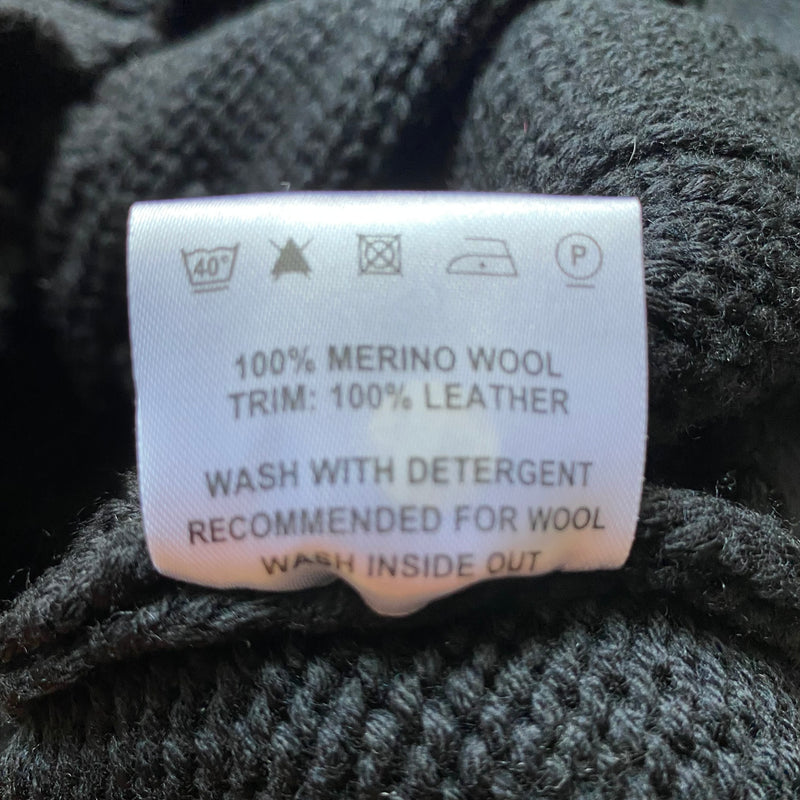 40° P
100% MERINO WOOL
TRIM: 100% LEATHER
WASH WITH DETERGENT
RECOMMENDED FOR WOOL
WASH INSIDE OUT